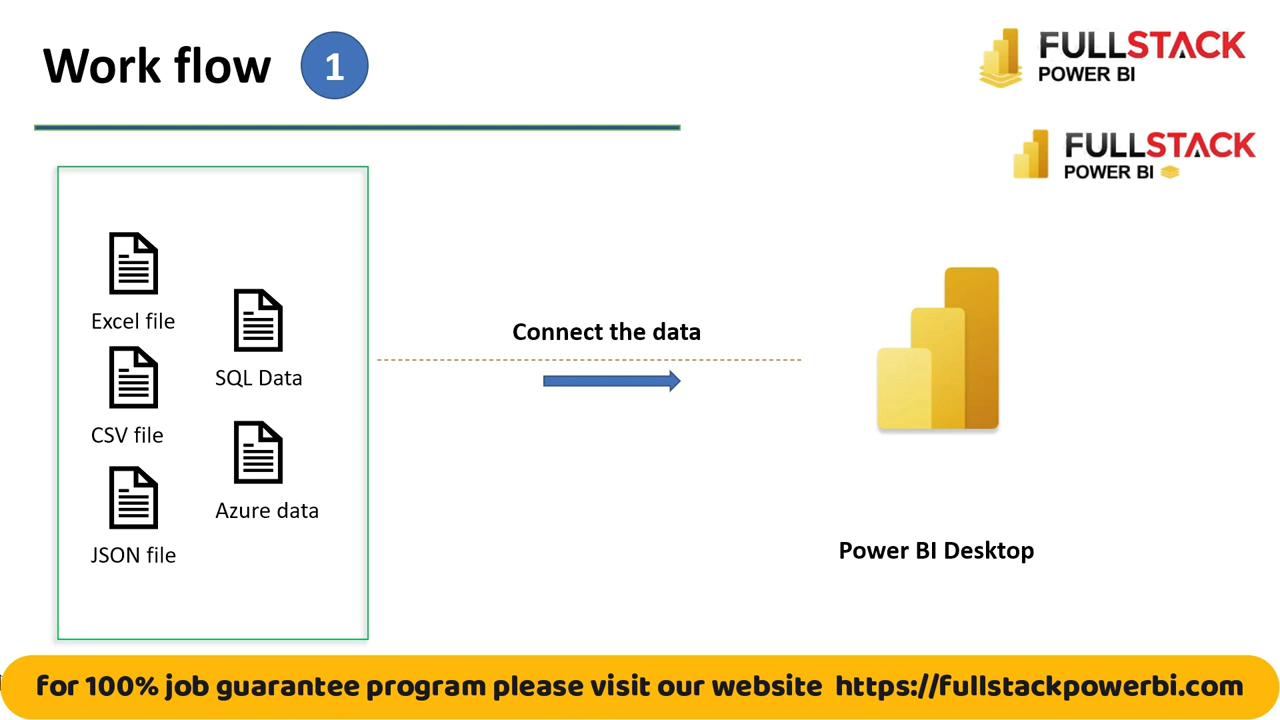 Work flow 1
FULLSTACK
POWER BI
FULLSTACK
POWER BI
Excel file
SQL Data
CSV file
Azure data
JSON file
Connect the data
Power BI Desktop
for 100% job guarantee program please visit our website https://fullstackpowerbi.com